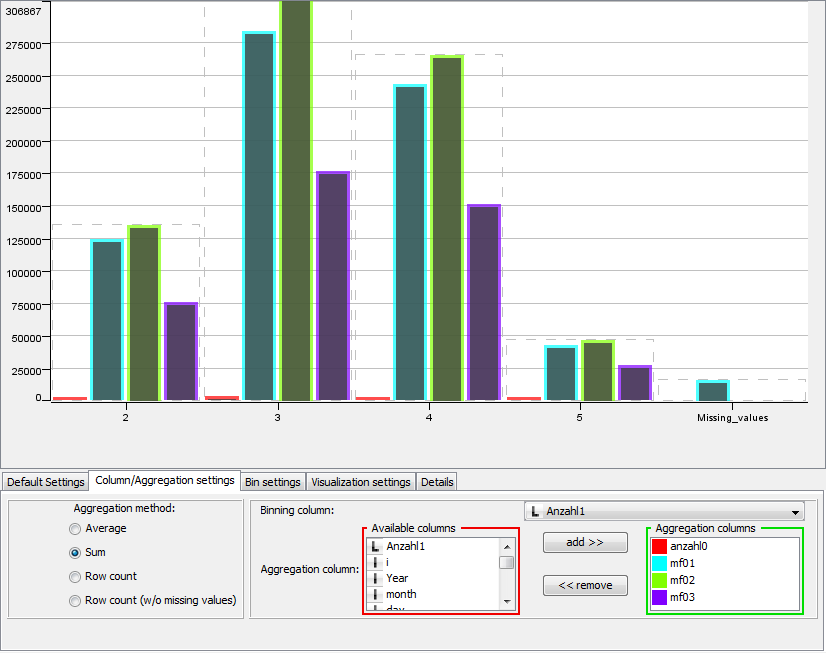 306867
275000
250000
225000
200000
175000
150000
125000
100000
75000
50000
25000
0
2 3 4 5 Missing_values
Default Settings Column/Aggregation settings Bin settings Visualization settings Details
Aggregation method:
Average
Sum
Row count
Row count (w/o missing values)
Binning column:
L Anzahl1
Aggregation column:
Available columns
L Anzahl1
I i
I Year
I month
I day
add >>
<< remove
Aggregation columns
anzahl0
mf01
mf02
mf03